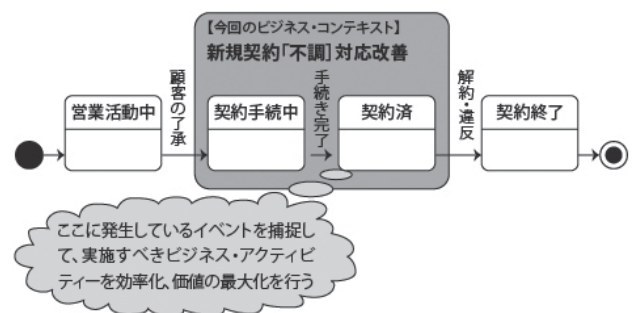 【今回のビジネス・コンテキスト】
新規契約「不調」対応改善
営業活動中
顧客の了承
契約手続中
手続き完了
契約済
解約・違反
契約終了
ここに発生しているイベントを捕捉し
て、実施すべきビジネス・アクティビ
ティーを効率化、価値の最大化を行う